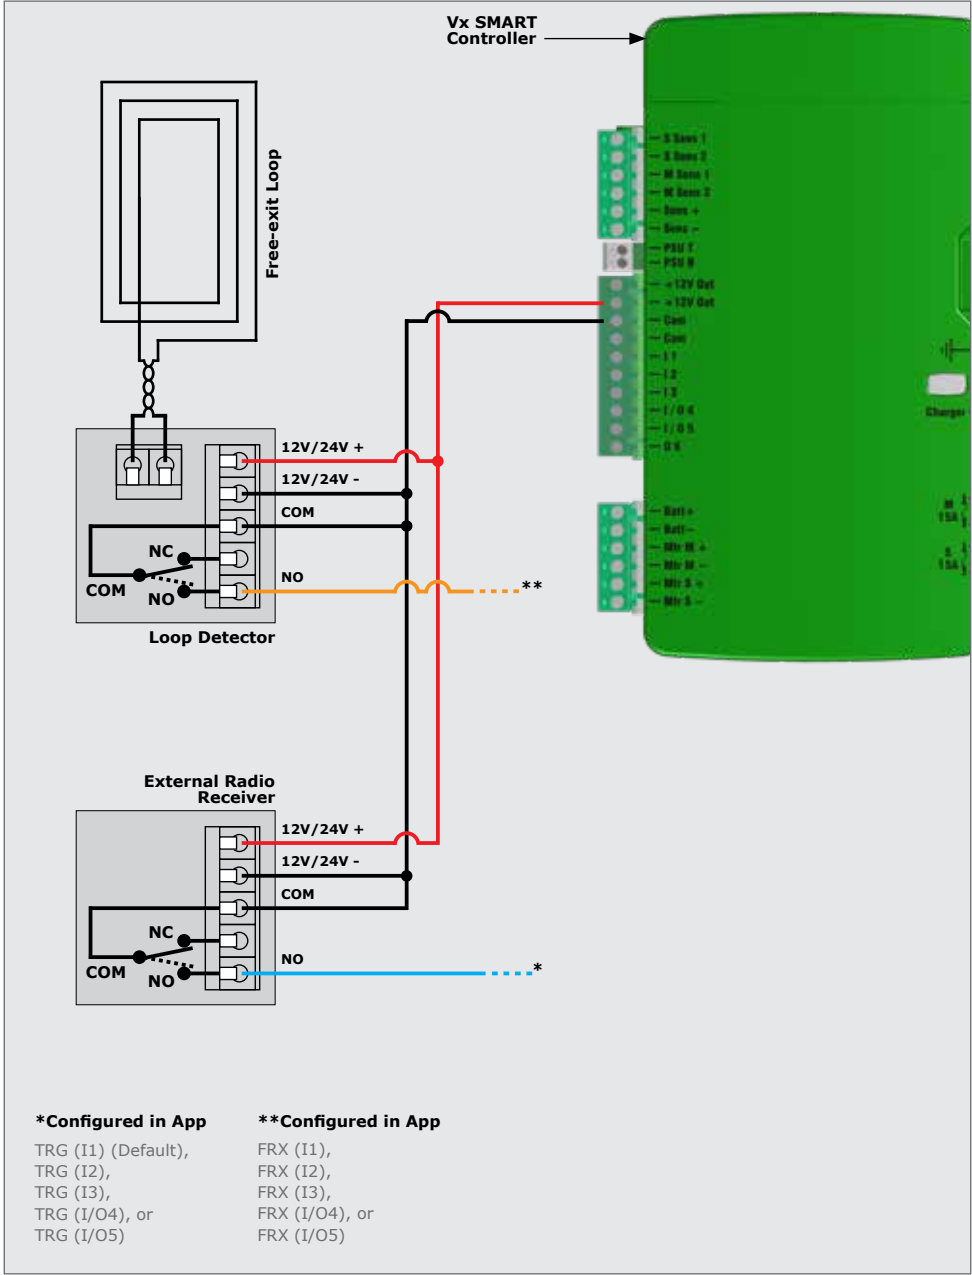 Vx SMART
Controller
S Sens 1
S Sens 2
M Sens 1
M Sens 2
Sens +
Sens –
PSU T
PSU N
+12V Out
+12V Out
Com
Com
I 1
I 2
I 3
I / O 4
I / O 5
O 6
Charger
Batt+
Batt–
Mtr M +
Mtr M –
Mtr S +
Mtr S –
M
15A
S
15A
Free-exit Loop
12V/24V +
12V/24V -
COM
NC
COM
NO
NO
**
Loop Detector
External Radio
Receiver
12V/24V +
12V/24V -
COM
NC
COM
NO
NO
*
*Configured in App
TRG (I1) (Default),
TRG (I2),
TRG (I3),
TRG (I/O4), or
TRG (I/O5)
**Configured in App
FRX (I1),
FRX (I2),
FRX (I3),
FRX (I/O4), or
FRX (I/O5)